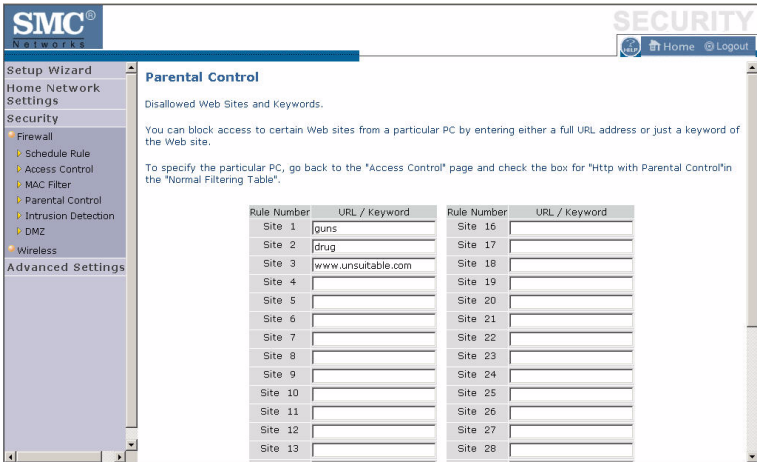 SMC®
Networks
SECURITY
HELP
Home
Logout
Setup Wizard
Home Network
Settings
Security
Firewall
Schedule Rule
Access Control
MAC Filter
Parental Control
Intrusion Detection
DMZ
Wireless
Advanced Settings
Parental Control
Disallowed Web Sites and Keywords.
You can block access to certain Web sites from a particular PC by entering either a full URL address or just a keyword of
the Web site.
To specify the particular PC, go back to the "Access Control" page and check the box for "Http with Parental Control"in
the "Normal Filtering Table".
Rule Number URL / Keyword Rule Number URL / Keyword
Site 1 guns Site 16
Site 2 drug Site 17
Site 3 www.unsuitable.com Site 18
Site 4 Site 19
Site 5 Site 20
Site 6 Site 21
Site 7 Site 22
Site 8 Site 23
Site 9 Site 24
Site 10 Site 25
Site 11 Site 26
Site 12 Site 27
Site 13 Site 28